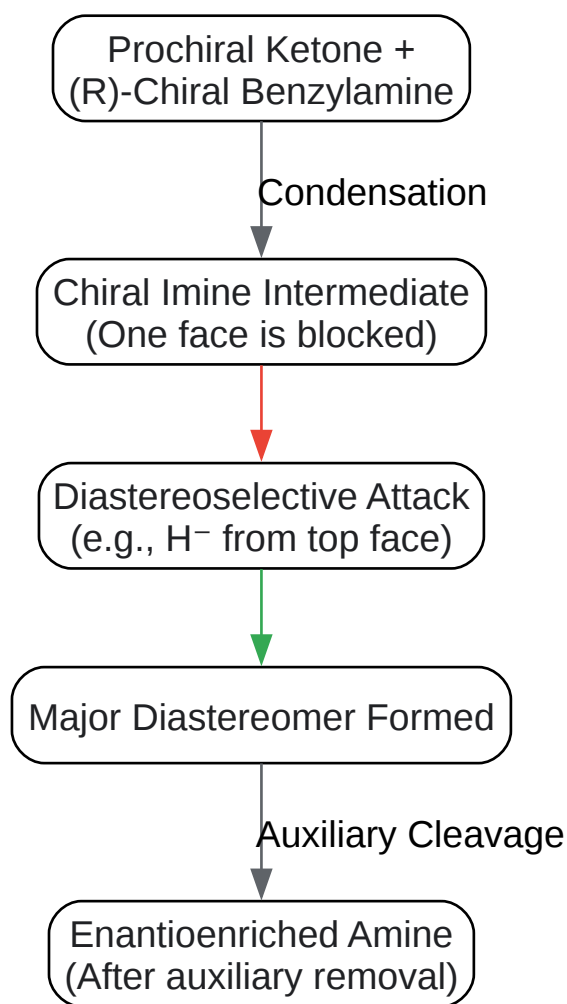 Prochiral Ketone +
(R)-Chiral Benzylamine
Condensation
Chiral Imine Intermediate
(One face is blocked)
Diastereoselective Attack
(e.g., H⁻ from top face)
Major Diastereomer Formed
Auxiliary Cleavage
Enantioenriched Amine
(After auxiliary removal)